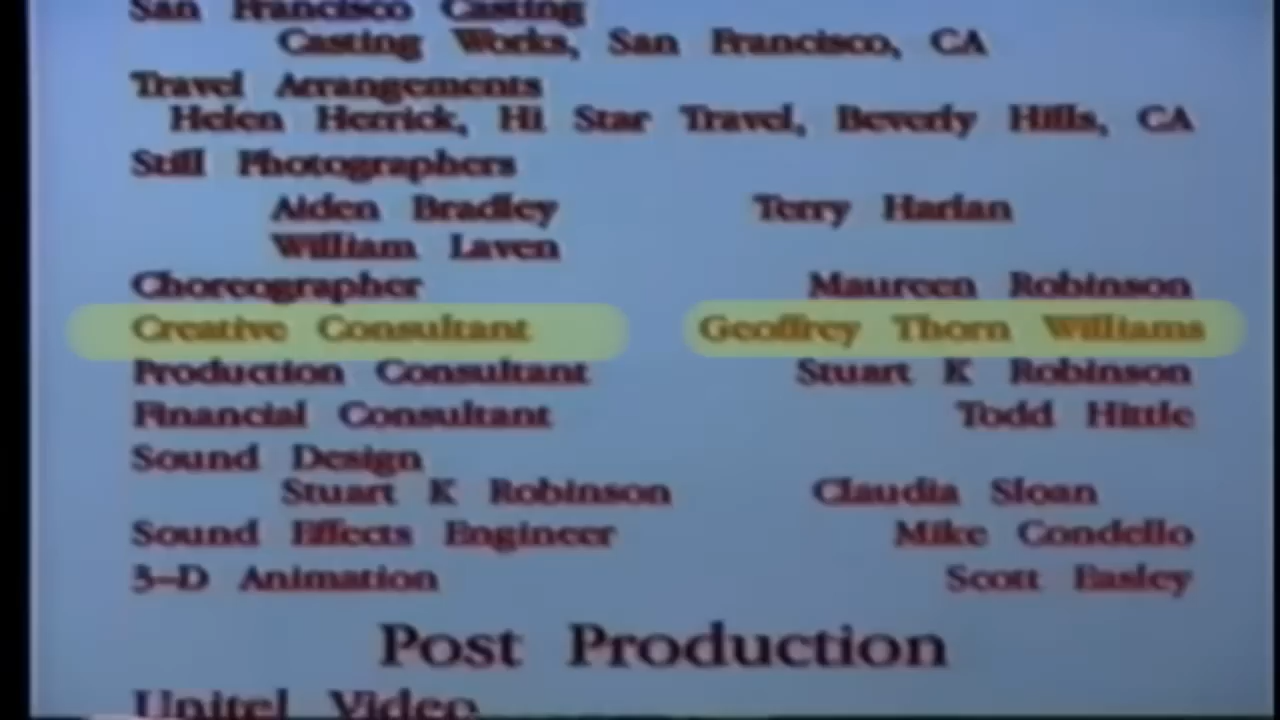 San Francisco Casting
Casting Works, San Francisco, CA
Travel Arrangements
Helen Herrick, Hi Star Travel, Beverly Hills, CA
Still Photographers
Aiden Bradley Terry Harlan
William Laven
Choreographer Maureen Robinson
Creative Consultant Geoffrey Thorn Williams
Production Consultant Stuart K Robinson
Financial Consultant Todd Hittle
Sound Design
Stuart K Robinson Claudia Sloan
Sound Effects Engineer Mike Condello
3-D Animation Scott Easley
Post Production
Unitel Video